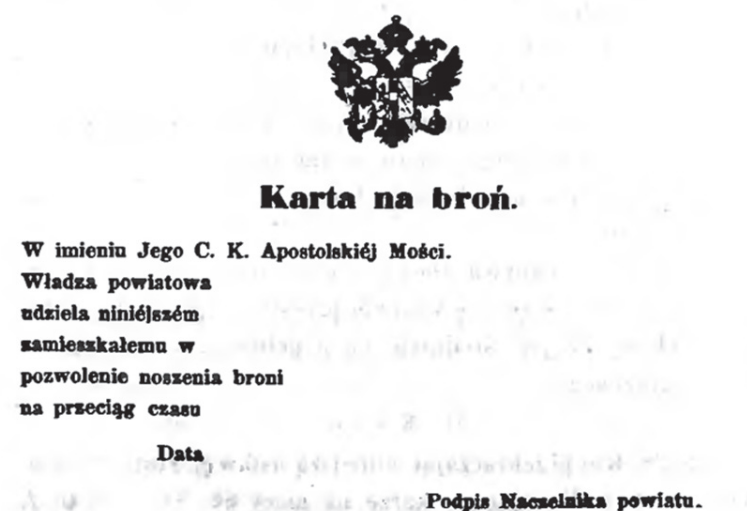 Karta na broń.
W imieniu Jego C. K. Apostolskiéj Mości.
Władza powiatowa
udziela niniéjszém
zamieszkałemu w
pozwolenie noszenia broni
na przeciąg czasu
Data
Podpis Naczelnika powiatu.